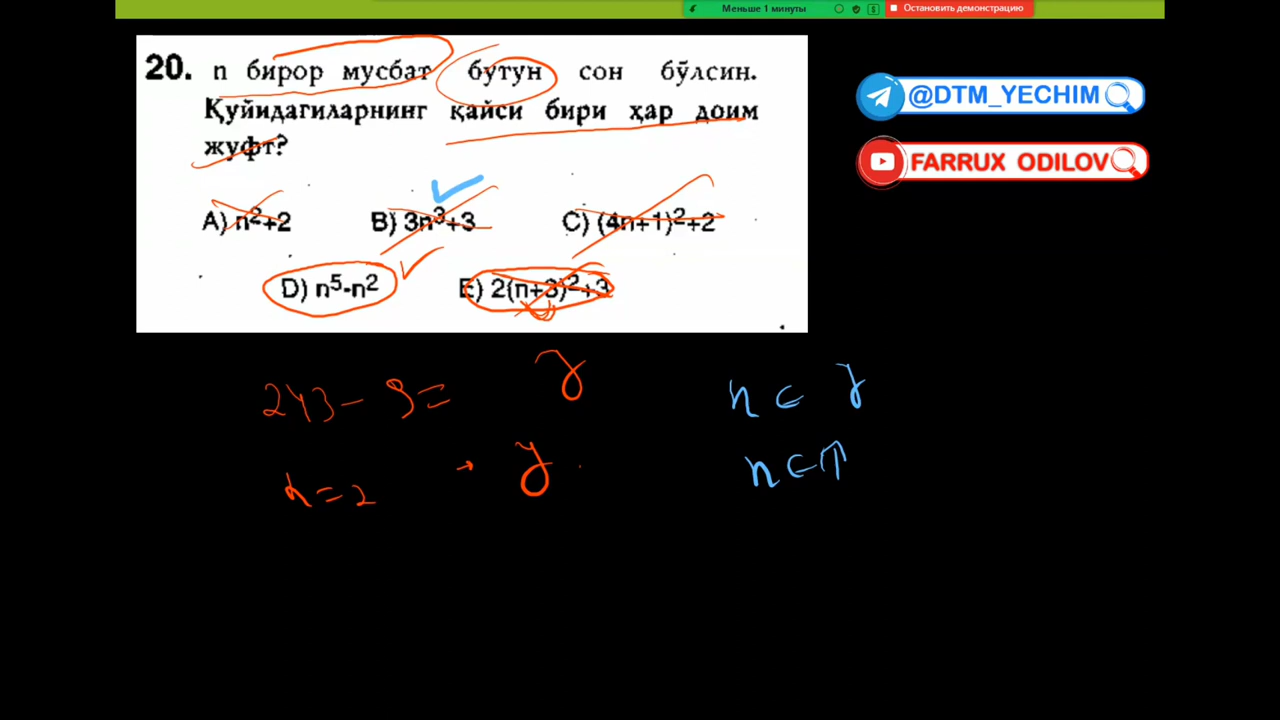 Меньше 1 минуты
Остановить демонстрацию
20. n бирор мусбат бутун сон бўлсин.
Қуйидагиларнинг қайси бири ҳар доим
жуфт?
A) n²+2 B) 3n³+3 C) (4n+1)²+2
D) n⁵-n² E) 2(n+3)²+3
@DTM_YECHIM
FARRUX ODILOV
243 - 9 =
n = 2